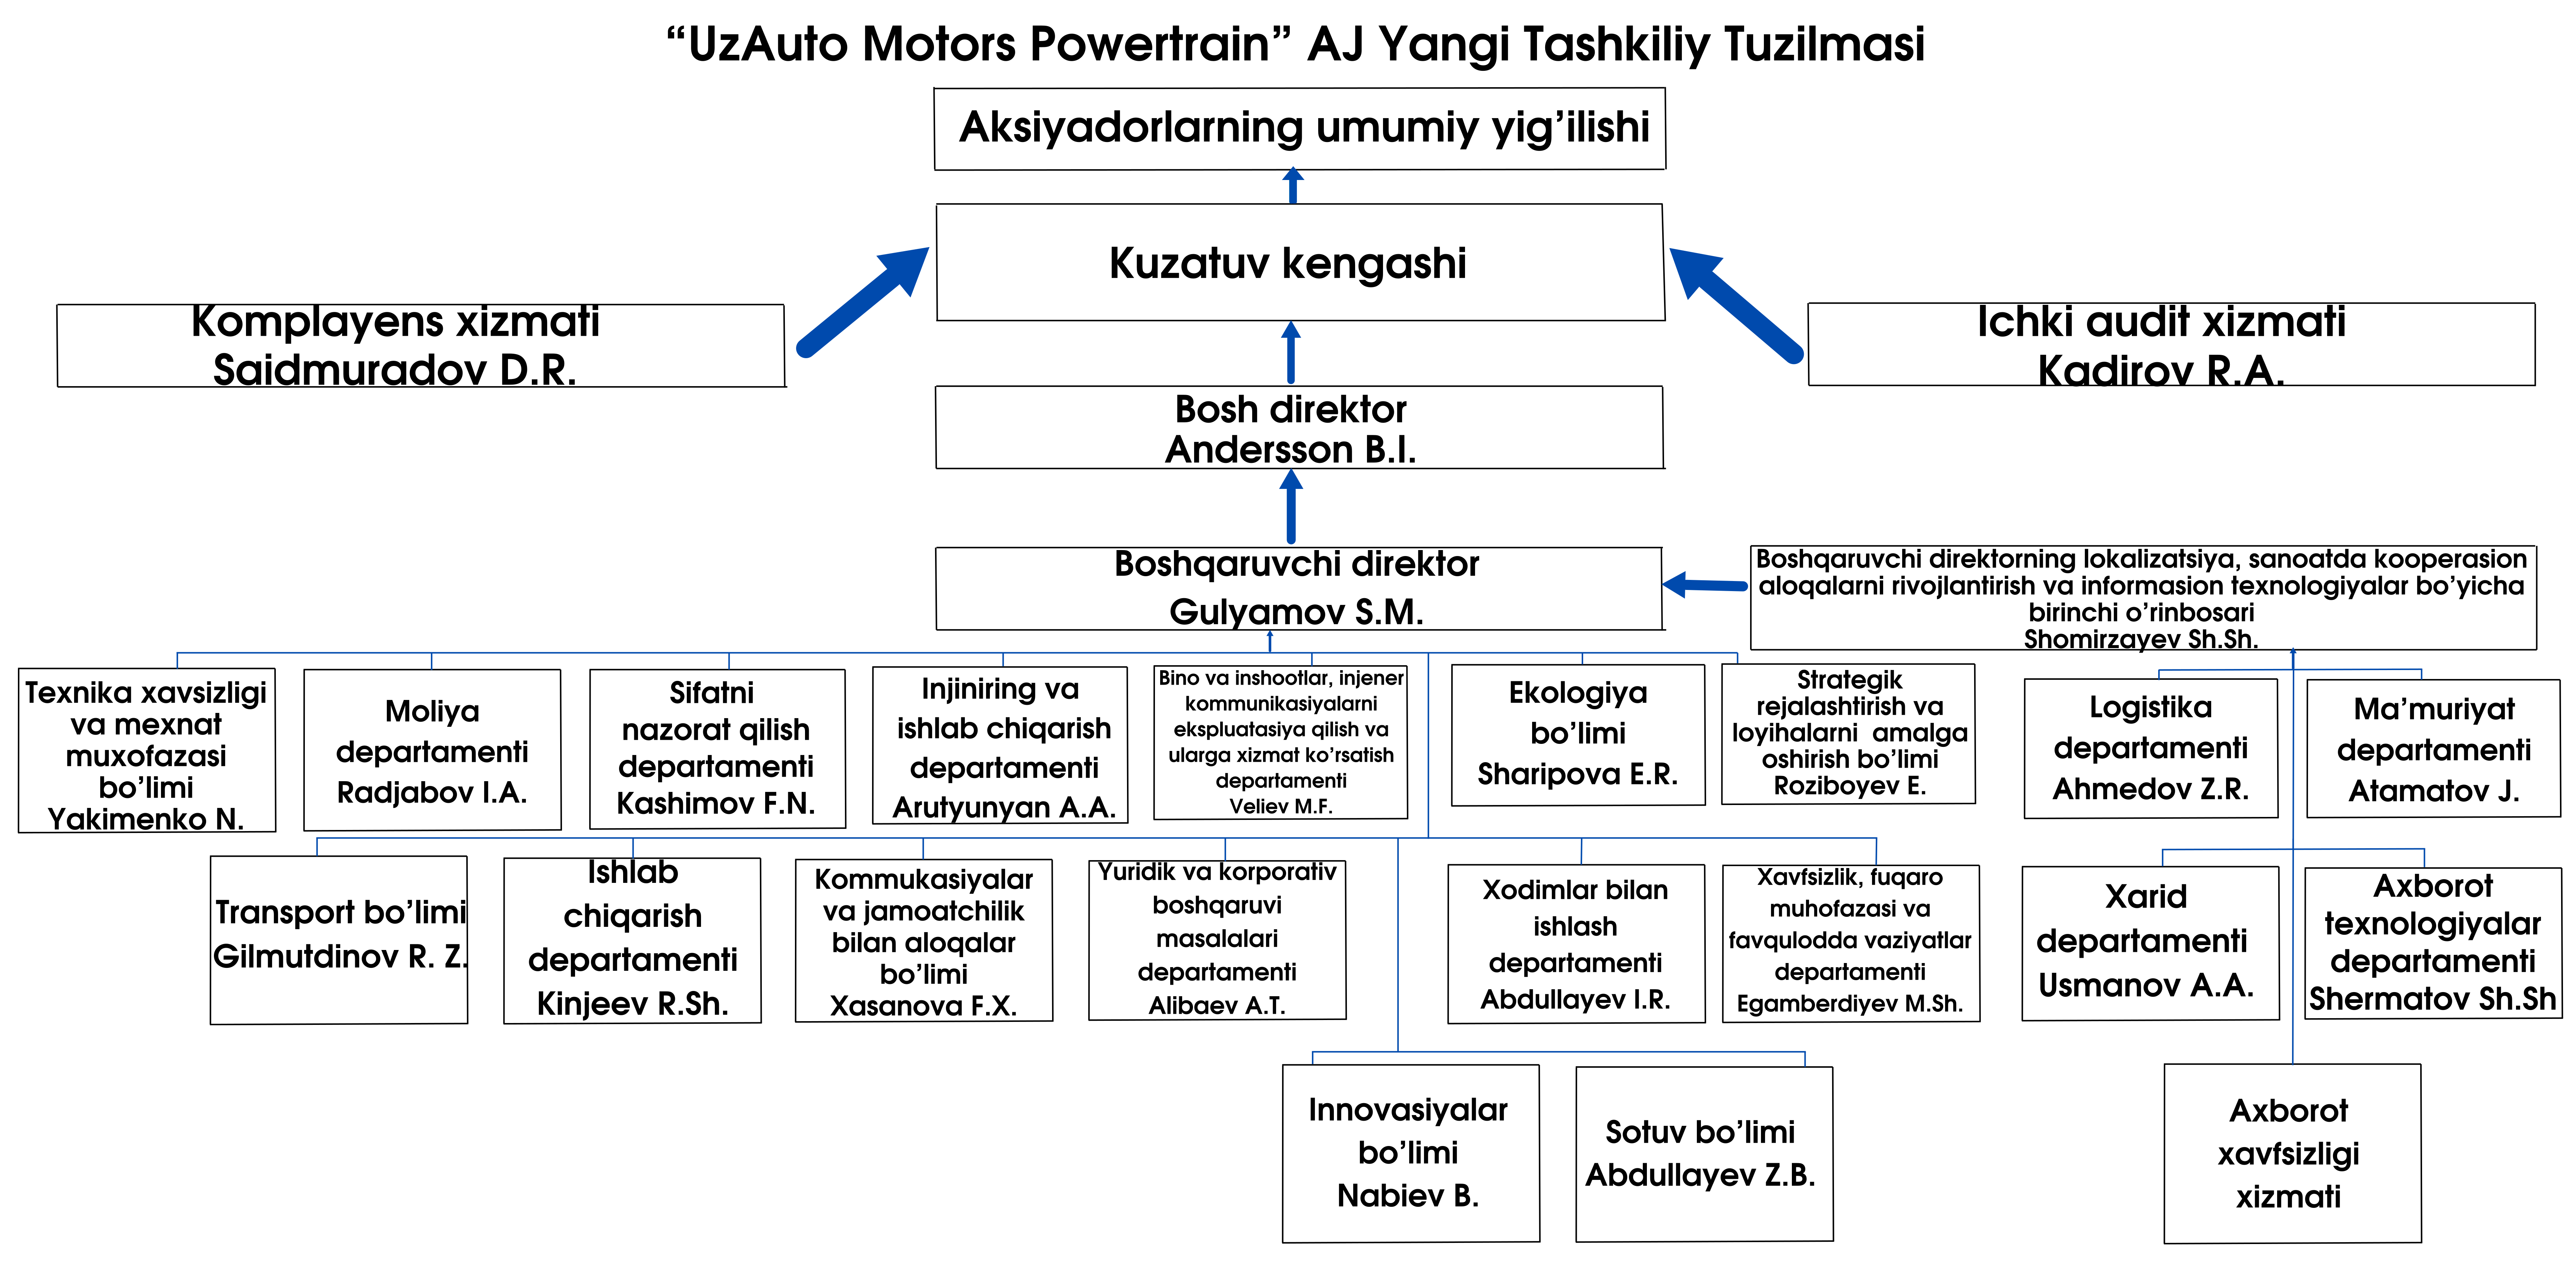 “UzAuto Motors Powertrain” AJ Yangi Tashkiliy Tuzilmasi
Aksiyadorlarning umumiy yig’ilishi
Kuzatuv kengashi
Komplayens xizmati
Saidmuradov D.R.
Ichki audit xizmati
Kadirov R.A.
Bosh direktor
Andersson B.I.
Boshqaruvchi direktor
Gulyamov S.M.
Boshqaruvchi direktorning lokalizatsiya, sanoatda kooperasion
aloqalarni rivojlantirish va informasion texnologiyalar bo’yicha
birinchi o’rinbosari
Shomirzayev Sh.Sh.
Texnika xavsizligi
va mexnat
muxofazasi
bo’limi
Yakimenko N.
Moliya
departamenti
Radjabov I.A.
Sifatni
nazorat qilish
departamenti
Kashimov F.N.
Injiniring va
ishlab chiqarish
departamenti
Arutyunyan A.A.
Bino va inshootlar, injener
kommunikasiyalarni
ekspluatasiya qilish va
ularga xizmat ko’rsatish
departamenti
Veliev M.F.
Ekologiya
bo’limi
Sharipova E.R.
Strategik
rejalashtirish va
loyihalarni amalga
oshirish bo’limi
Roziboyev E.
Logistika
departamenti
Ahmedov Z.R.
Ma’muriyat
departamenti
Atamatov J.
Transport bo’limi
Gilmutdinov R. Z.
Ishlab
chiqarish
departamenti
Kinjeev R.Sh.
Kommukasiyalar
va jamoatchilik
bilan aloqalar
bo’limi
Xasanova F.X.
Yuridik va korporativ
boshqaruvi
masalalari
departamenti
Alibaev A.T.
Xodimlar bilan
ishlash
departamenti
Abdullayev I.R.
Xavfsizlik, fuqaro
muhofazasi va
favqulodda vaziyatlar
departamenti
Egamberdiyev M.Sh.
Xarid
departamenti
Usmanov A.A.
Axborot
texnologiyalar
departamenti
Shermatov Sh.Sh
Innovasiyalar
bo’limi
Nabiev B.
Sotuv bo’limi
Abdullayev Z.B.
Axborot
xavfsizligi
xizmati